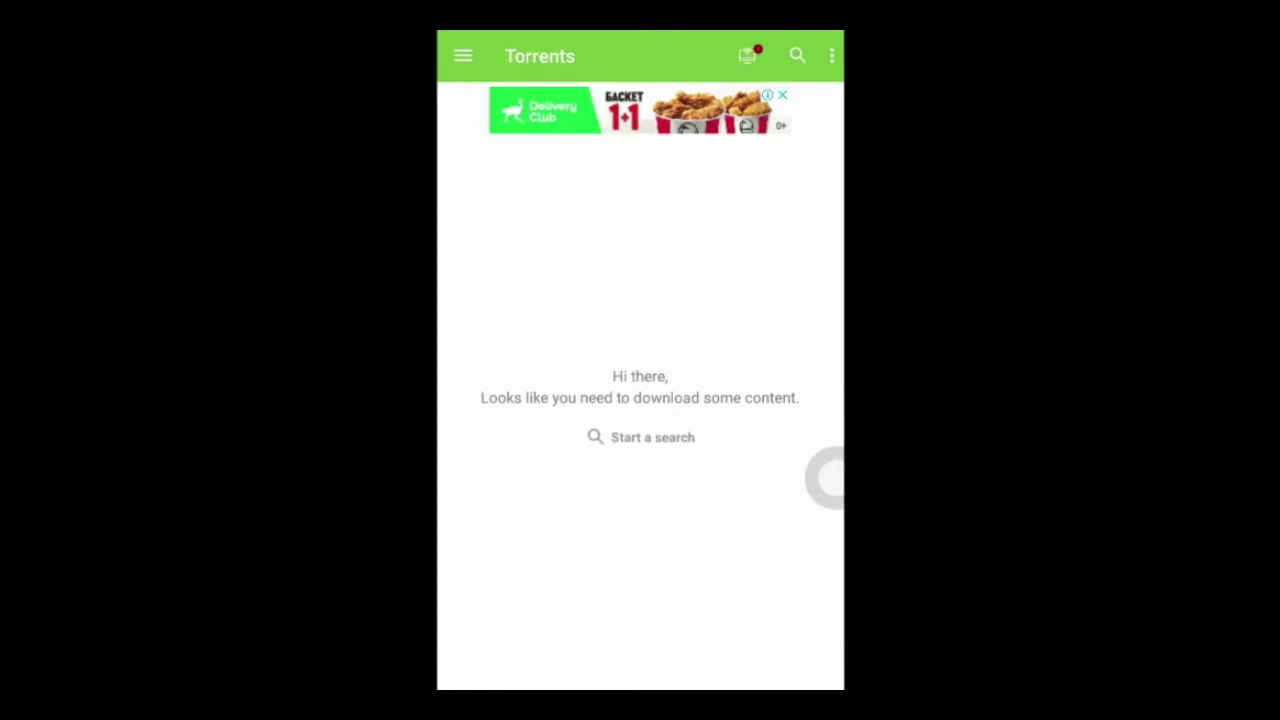 Torrents
Delivery
Club
БАСКЕТ
1+1
0+
Hi there,
Looks like you need to download some content.
Start a search